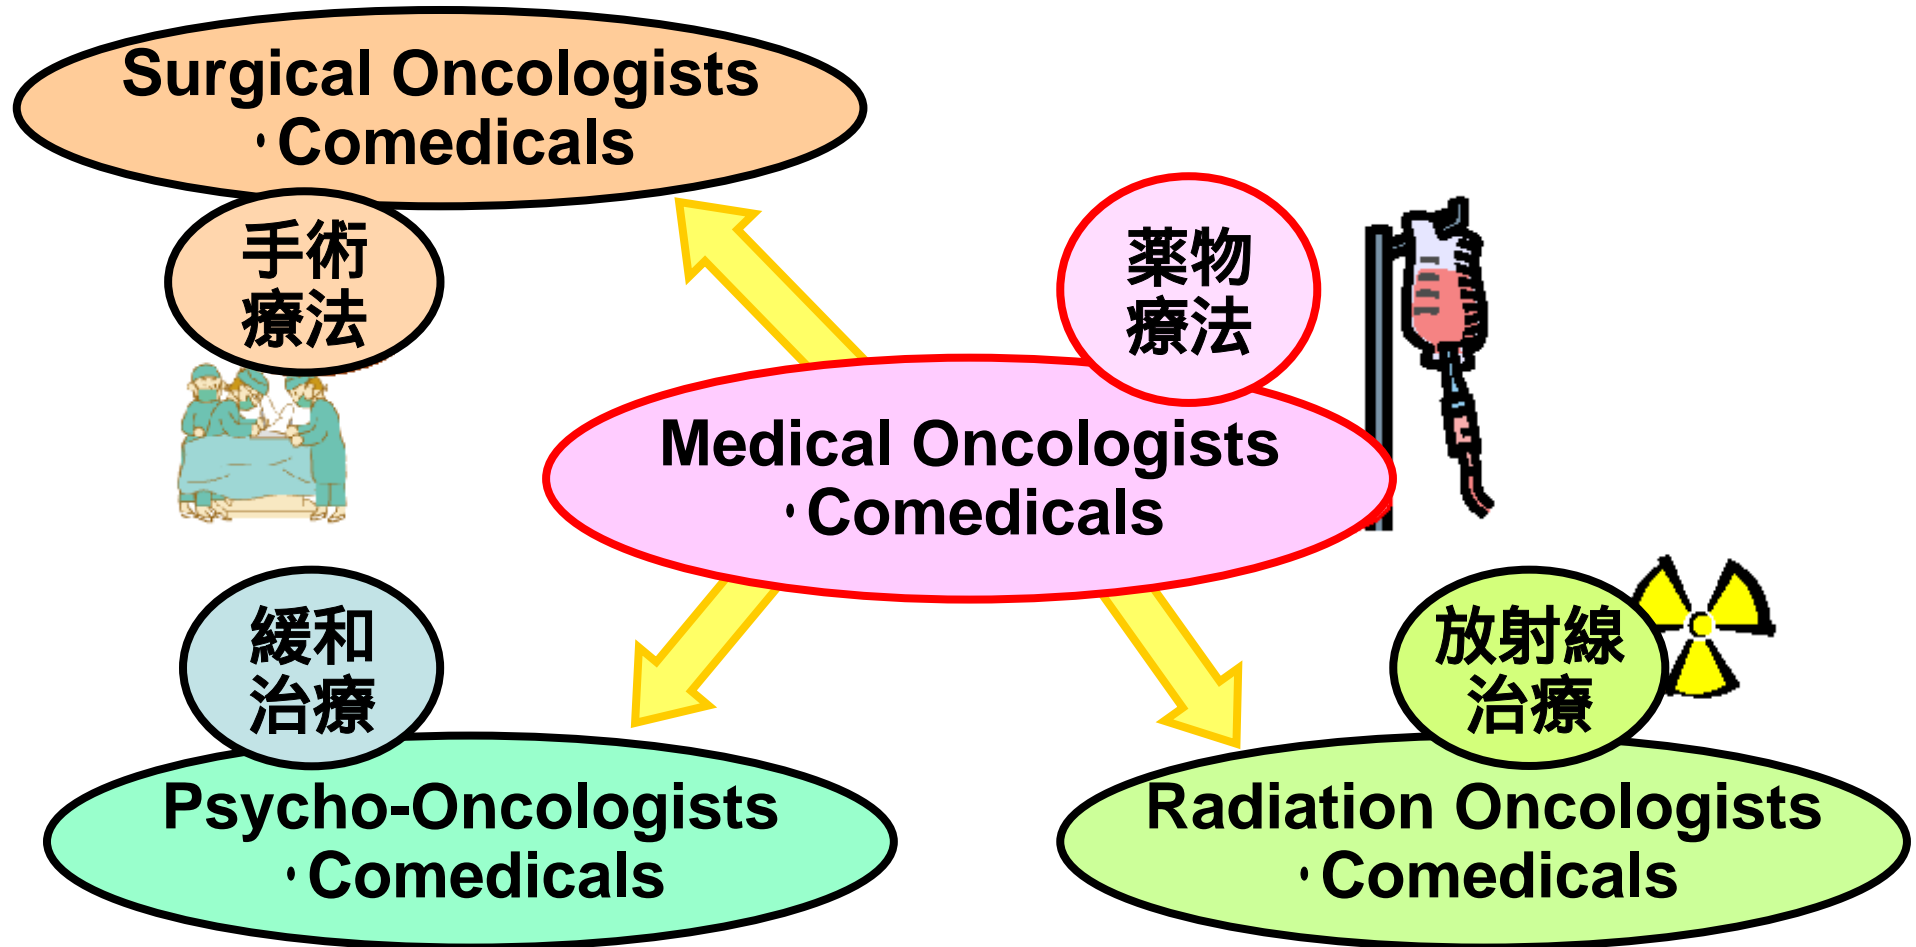 Surgical Oncologists
・Comedicals
手術
療法
薬物
療法
Medical Oncologists
・Comedicals
緩和
治療
放射線
治療
Psycho-Oncologists
・Comedicals
Radiation Oncologists
・Comedicals